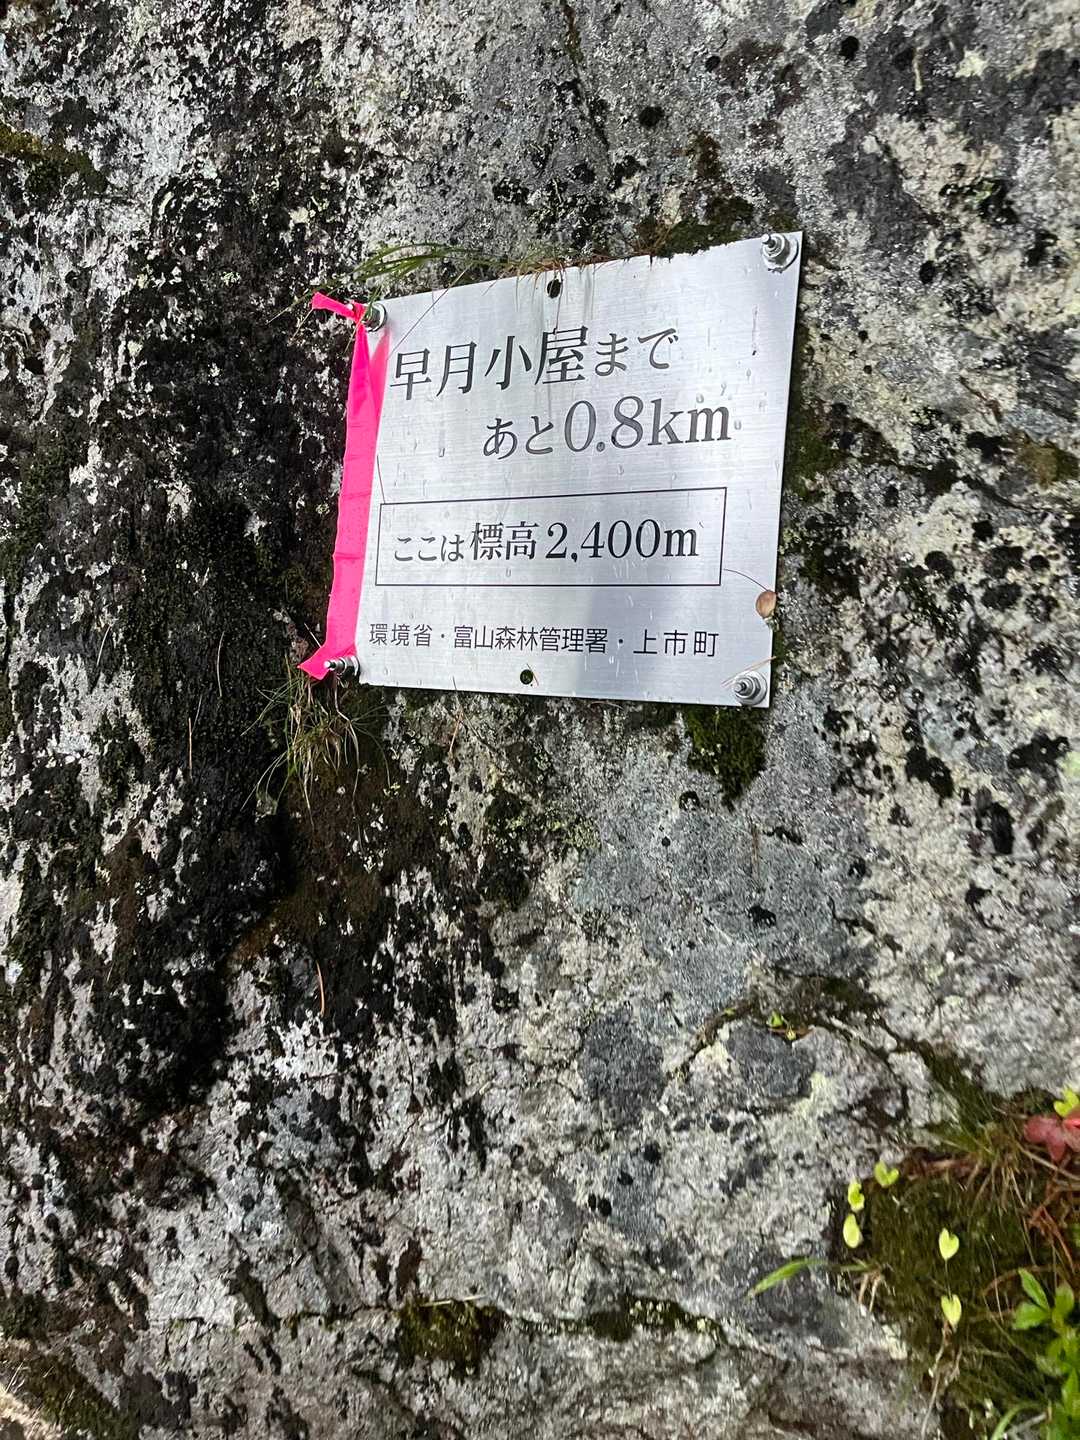 早月小屋まで
あと0.8km
ここは標高2,400m
環境省・富山森林管理署・上市町